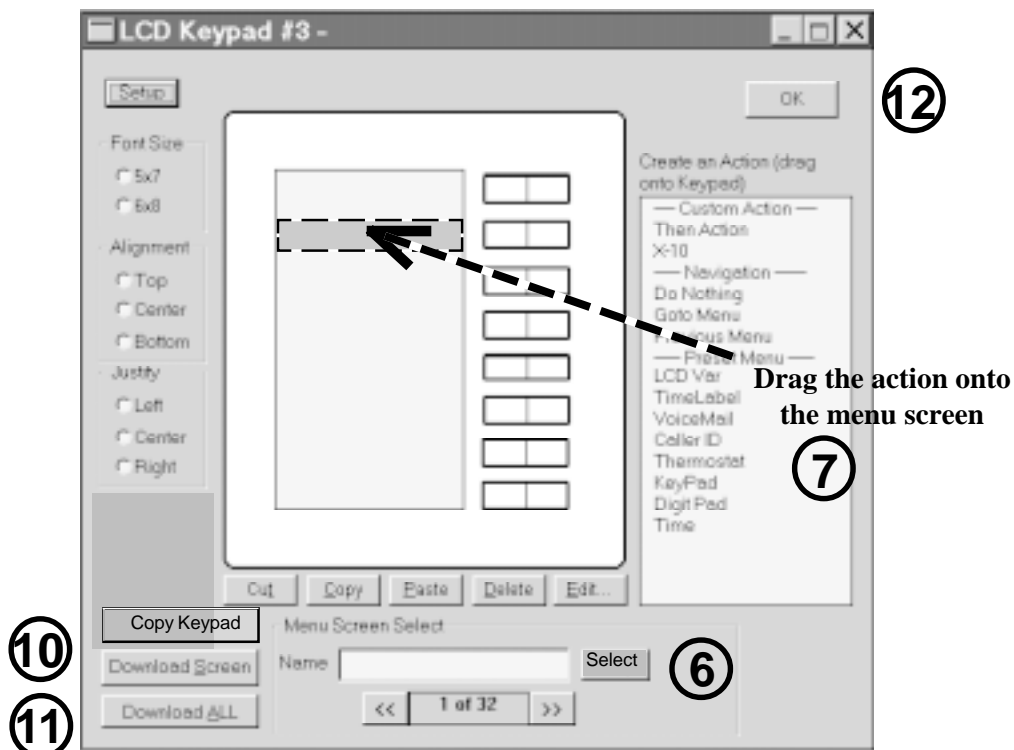 LCD Keypad #3 -
Setup
OK
12
Font Size
5x7
6x8
Alignment
Top
Center
Bottom
Justify
Left
Center
Right
Create an Action (drag
onto Keypad)
--- Custom Action ---
Then Action
X-10
--- Navigation ---
Do Nothing
Goto Menu
Previous Menu
--- Preset Menu ---
LCD Var
TimeLabel
VoiceMail
Caller ID
Thermostat
KeyPad
Digit Pad
Time
Drag the action onto
the menu screen
7
Cut Copy Paste Delete Edit...
Copy Keypad
Menu Screen Select
10
Download Screen
Name
Select
6
11
Download ALL
<< 1 of 32 >>